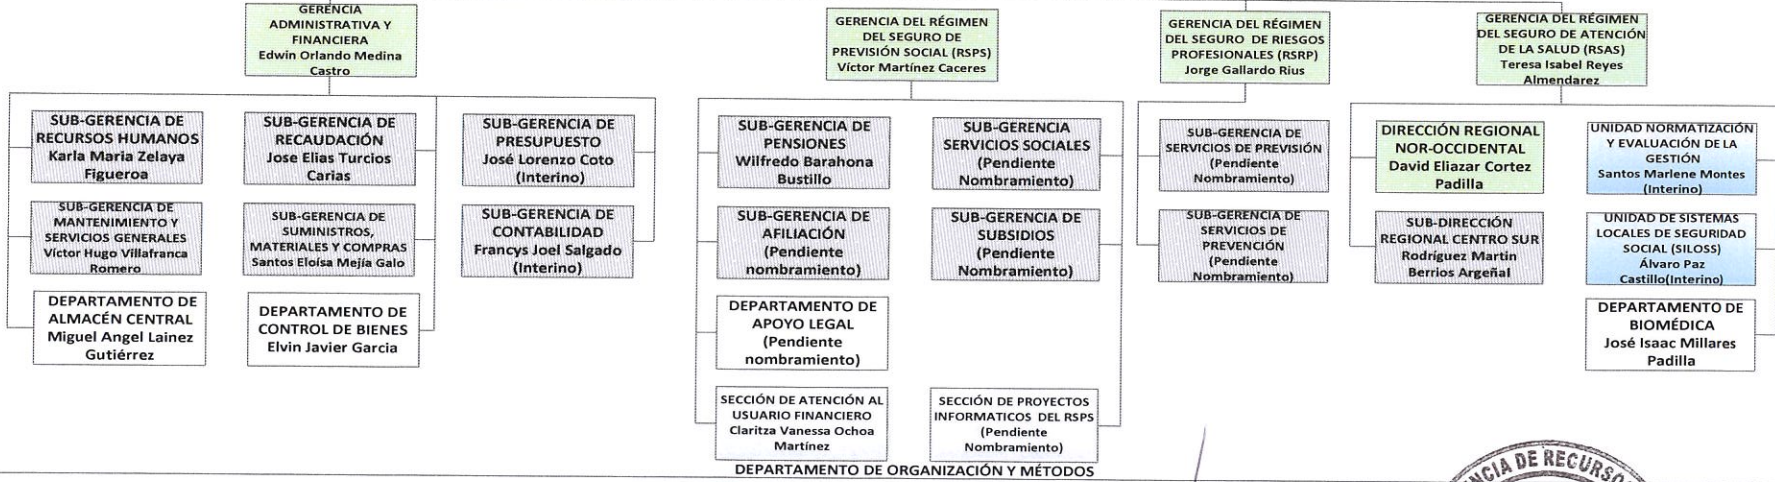 GERENCIA
ADMINISTRATIVA Y
FINANCIERA
Edwin Orlando Medina
Castro
GERENCIA DEL RÉGIMEN
DEL SEGURO DE
PREVISIÓN SOCIAL (RSPS)
Víctor Martínez Caceres
GERENCIA DEL RÉGIMEN
DEL SEGURO DE RIESGOS
PROFESIONALES (RSRP)
Jorge Gallardo Rius
GERENCIA DEL RÉGIMEN
DEL SEGURO DE ATENCIÓN
DE LA SALUD (RSAS)
Teresa Isabel Reyes
Almendarez
SUB-GERENCIA DE
RECURSOS HUMANOS
Karla Maria Zelaya
Figueroa
SUB-GERENCIA DE
RECAUDACIÓN
Jose Elias Turcios
Carias
SUB-GERENCIA DE
PRESUPUESTO
José Lorenzo Coto
(Interino)
SUB-GERENCIA DE
PENSIONES
Wilfredo Barahona
Bustillo
SUB-GERENCIA
SERVICIOS SOCIALES
(Pendiente
Nombramiento)
SUB-GERENCIA DE
SERVICIOS DE PREVISIÓN
(Pendiente
Nombramiento)
DIRECCIÓN REGIONAL
NOR-OCCIDENTAL
David Eliazar Cortez
Padilla
UNIDAD NORMATIZACIÓN
Y EVALUACIÓN DE LA
GESTIÓN
Santos Marlene Montes
(Interino)
SUB-GERENCIA DE
MANTENIMIENTO Y
SERVICIOS GENERALES
Víctor Hugo Villafranca
Romero
SUB-GERENCIA DE
SUMINISTROS,
MATERIALES Y COMPRAS
Santos Eloísa Mejía Galo
SUB-GERENCIA DE
CONTABILIDAD
Francys Joel Salgado
(Interino)
SUB-GERENCIA DE
AFILIACIÓN
(Pendiente
nombramiento)
SUB-GERENCIA DE
SUBSIDIOS
(Pendiente
Nombramiento)
SUB-GERENCIA DE
SERVICIOS DE
PREVENCIÓN
(Pendiente
Nombramiento)
SUB-DIRECCIÓN
REGIONAL CENTRO SUR
Rodríguez Martin
Berrios Argeñal
UNIDAD DE SISTEMAS
LOCALES DE SEGURIDAD
SOCIAL (SILOSS)
Álvaro Paz
Castillo(Interino)
DEPARTAMENTO DE
ALMACÉN CENTRAL
Miguel Angel Lainez
Gutiérrez
DEPARTAMENTO DE
CONTROL DE BIENES
Elvin Javier Garcia
DEPARTAMENTO DE
APOYO LEGAL
(Pendiente
nombramiento)
DEPARTAMENTO DE
BIOMÉDICA
José Isaac Millares
Padilla
SECCIÓN DE ATENCIÓN AL
USUARIO FINANCIERO
Claritza Vanessa Ochoa
Martínez
SECCIÓN DE PROYECTOS
INFORMATICOS DEL RSPS
(Pendiente
Nombramiento)
DEPARTAMENTO DE ORGANIZACIÓN Y MÉTODOS
NCIA DE RECURSO